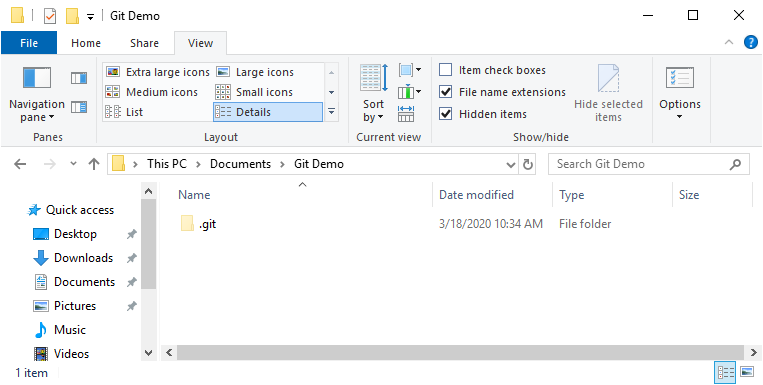 Git Demo
File Home Share View
Navigation pane
Panes
Extra large icons Large icons
Medium icons Small icons
List Details
Layout
Sort by
Current view
Item check boxes
File name extensions
Hidden items
Hide selected items
Show/hide
Options
This PC Documents Git Demo
Search Git Demo
Name Date modified Type Size
.git 3/18/2020 10:34 AM File folder
Quick access
Desktop
Downloads
Documents
Pictures
Music
Videos
1 item